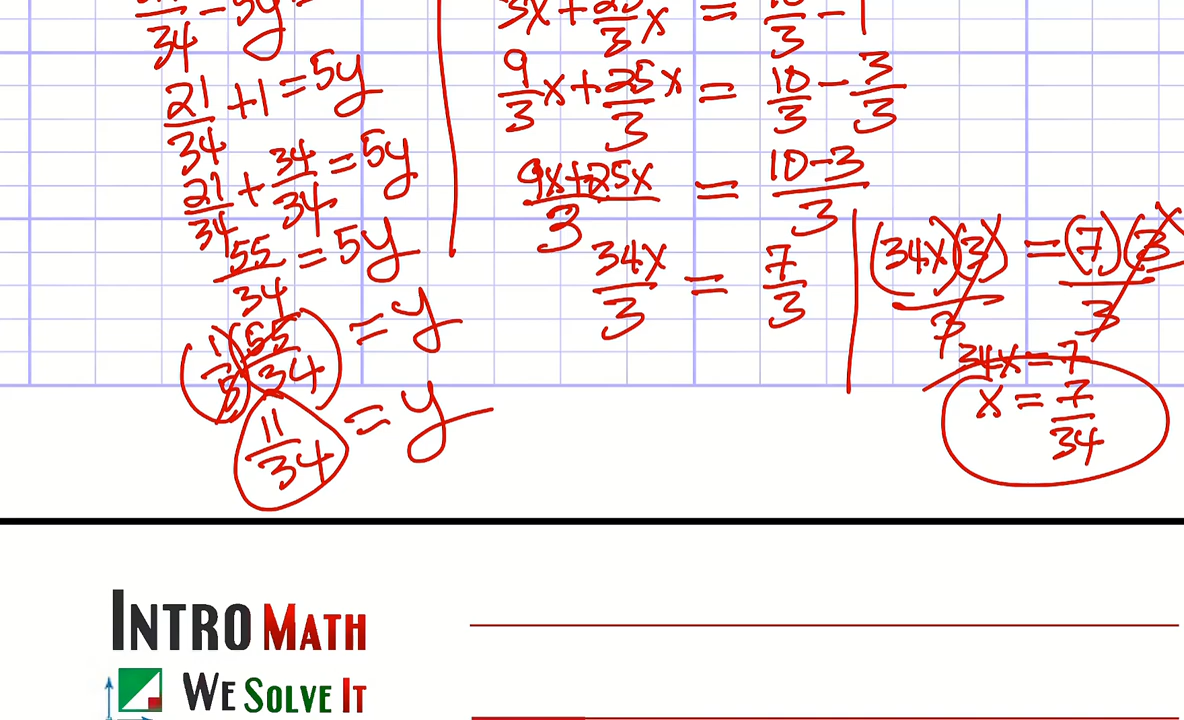 21/34 + 1 = 5y
21/34 + 34/34 = 5y
55/34 = 5y
(1/5)(55/34) = y
11/34 = y
9/3x + 25/3x = 10/3 - 3/3
9x+25x/3 = 10-3/3
34x/3 = 7/3
(34x)(3)/3 = (7)(3)/3
34x = 7
x = 7/34
INTRO MATH
WE SOLVE IT